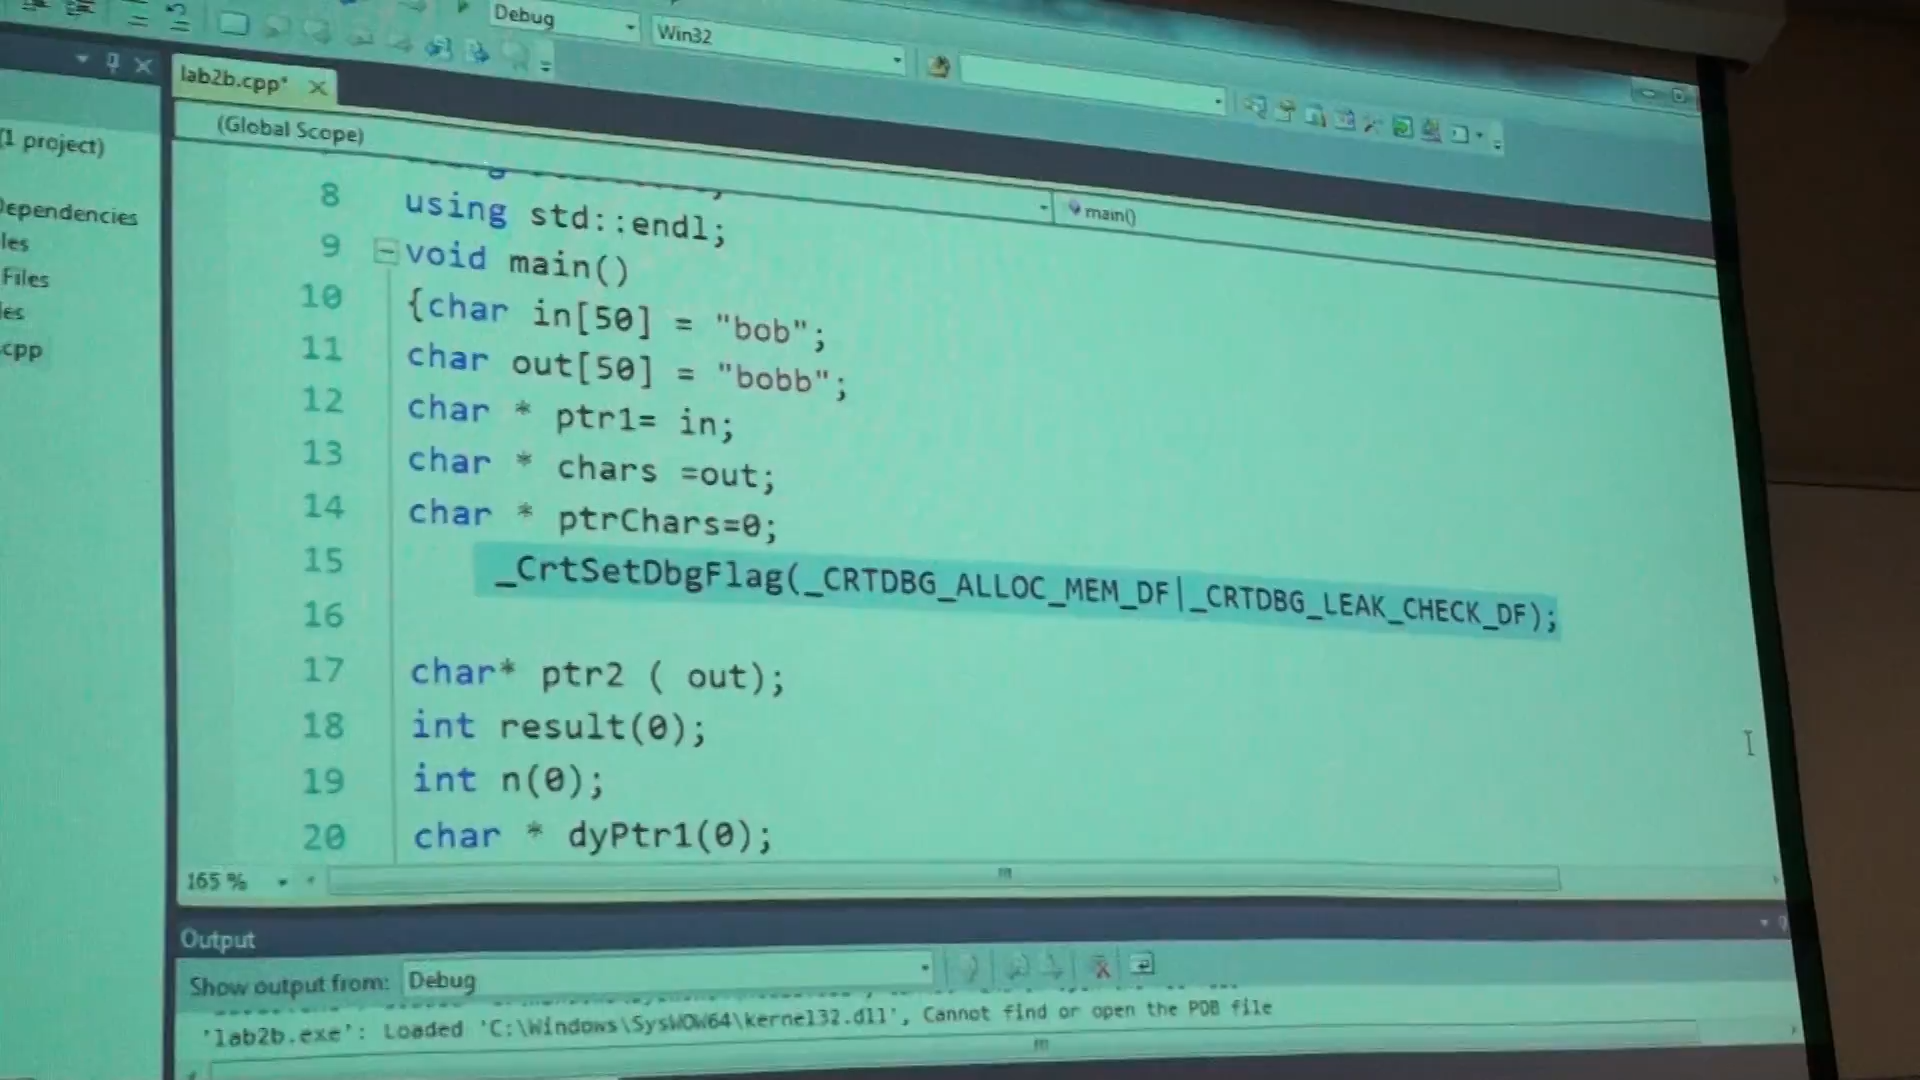 Debug
Win32
lab2b.cpp*
(1 project)
(Global Scope)
main()
Dependencies
les
Files
es
.cpp
8 using std::endl;
9 void main()
10 {char in[50] = "bob";
11 char out[50] = "bobb";
12 char * ptr1= in;
13 char * chars =out;
14 char * ptrChars=0;
15 _CrtSetDbgFlag(_CRTDBG_ALLOC_MEM_DF|_CRTDBG_LEAK_CHECK_DF);
16
17 char* ptr2 ( out);
18 int result(0);
19 int n(0);
20 char * dyPtr1(0);
165 %
Output
Show output from: Debug
'lab2b.exe': Loaded 'C:\Windows\SysWOW64\kernel32.dll', Cannot find or open the PDB file